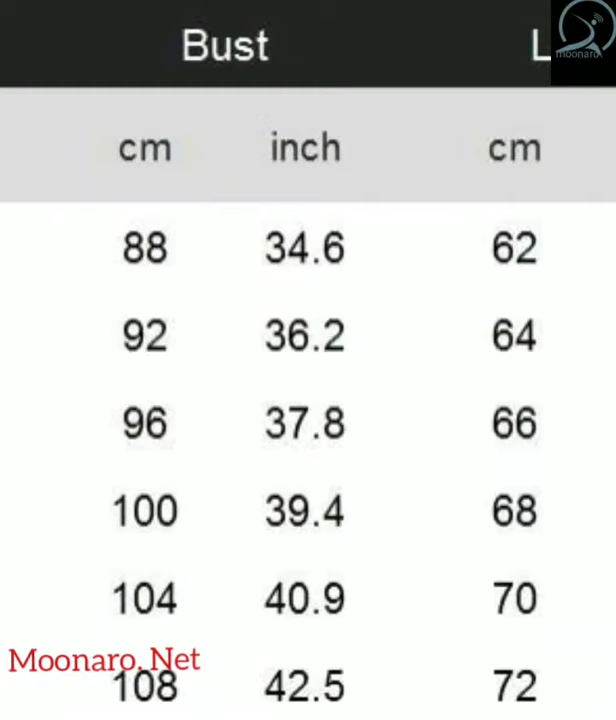 Bust L
moonaro
cm inch cm
88 34.6 62
92 36.2 64
96 37.8 66
100 39.4 68
104 40.9 70
Moonaro. Net
108 42.5 72